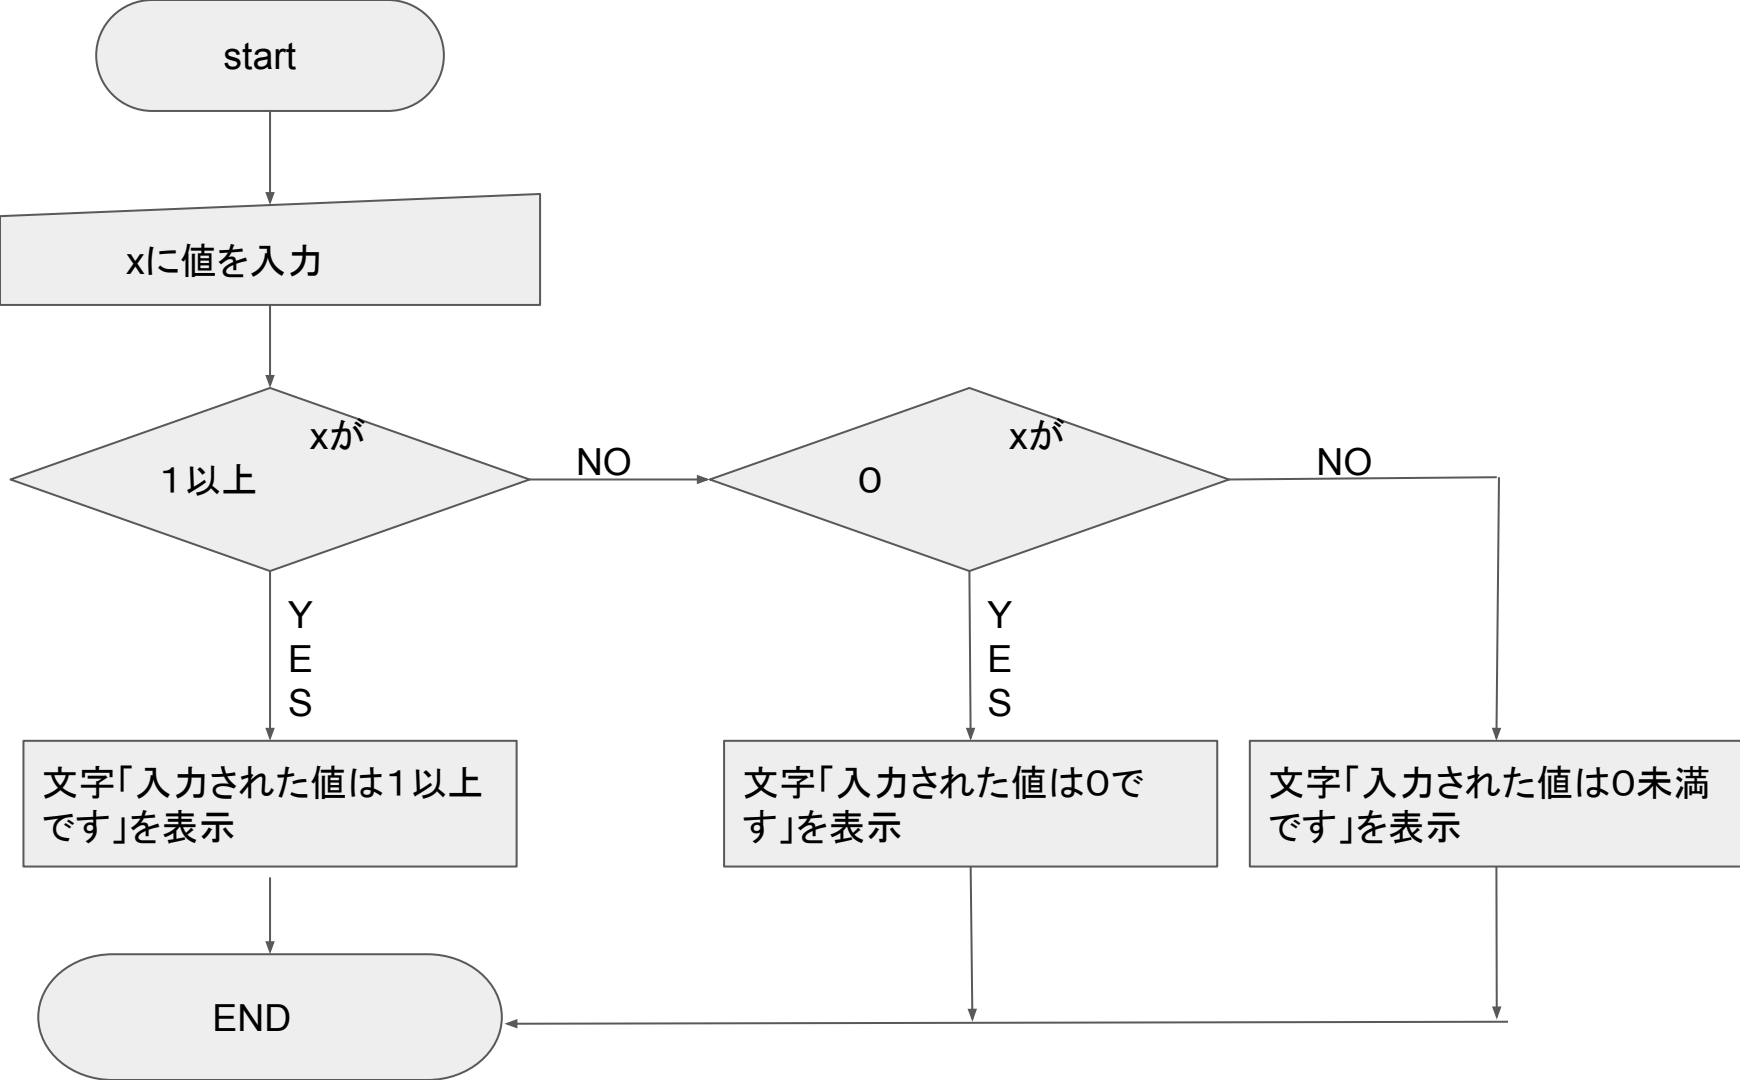 start
xに値を入力
xが
１以上
NO
xが
０
NO
YES
YES
文字「入力された値は１以上
です」を表示
文字「入力された値は０で
す」を表示
文字「入力された値は０未満
です」を表示
END